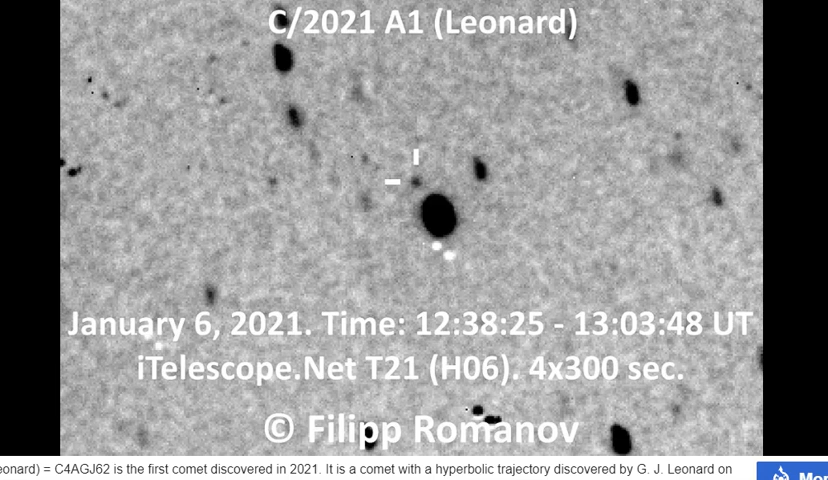 C/2021 A1 (Leonard)
January 6, 2021. Time: 12:38:25 - 13:03:48 UT
iTelescope.Net T21 (H06). 4x300 sec.
© Filipp Romanov
eonard) = C4AGJ62 is the first comet discovered in 2021. It is a comet with a hyperbolic trajectory discovered by G. J. Leonard on